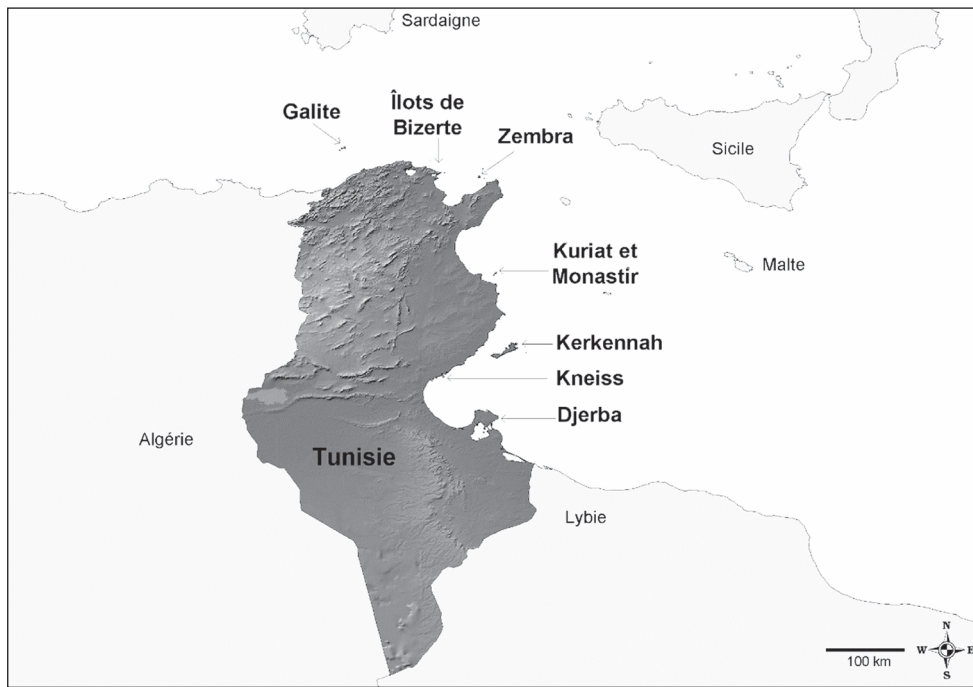 Sardaigne
Galite
Îlots de
Bizerte
Zembra
Sicile
Kuriat et
Monastir
Malte
Kerkennah
Kneiss
Djerba
Algérie
Tunisie
Lybie
N
W E
S
100 km